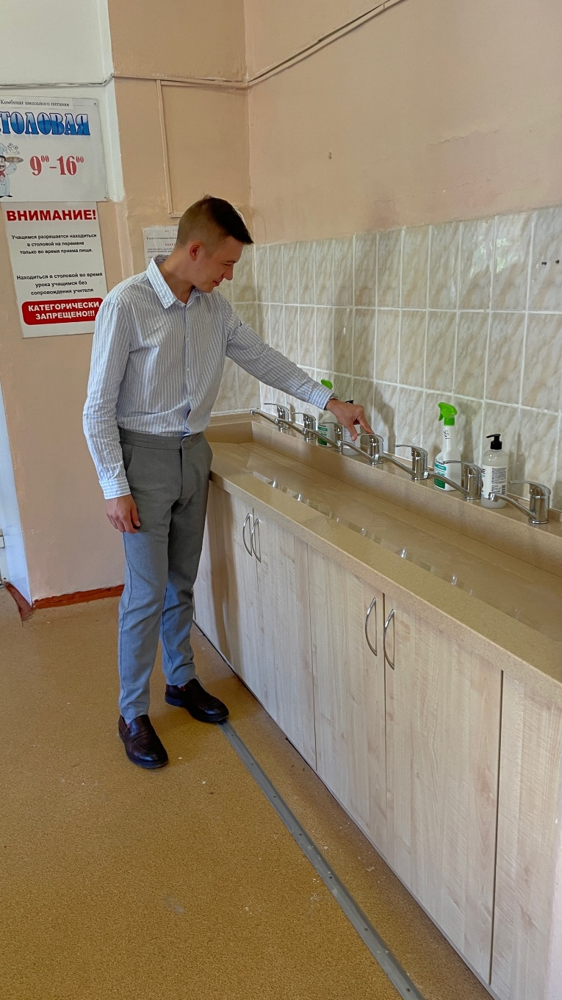 Комбинат школьного питания
СТОЛОВАЯ
9⁰⁰-16⁰⁰
ВНИМАНИЕ!
Учащимся разрешается находиться
в столовой на перемене
только во время приема пищи.
Находиться в столовой во время
урока учащимся без
сопровождения учителя
КАТЕГОРИЧЕСКИ
ЗАПРЕЩЕНО!!!